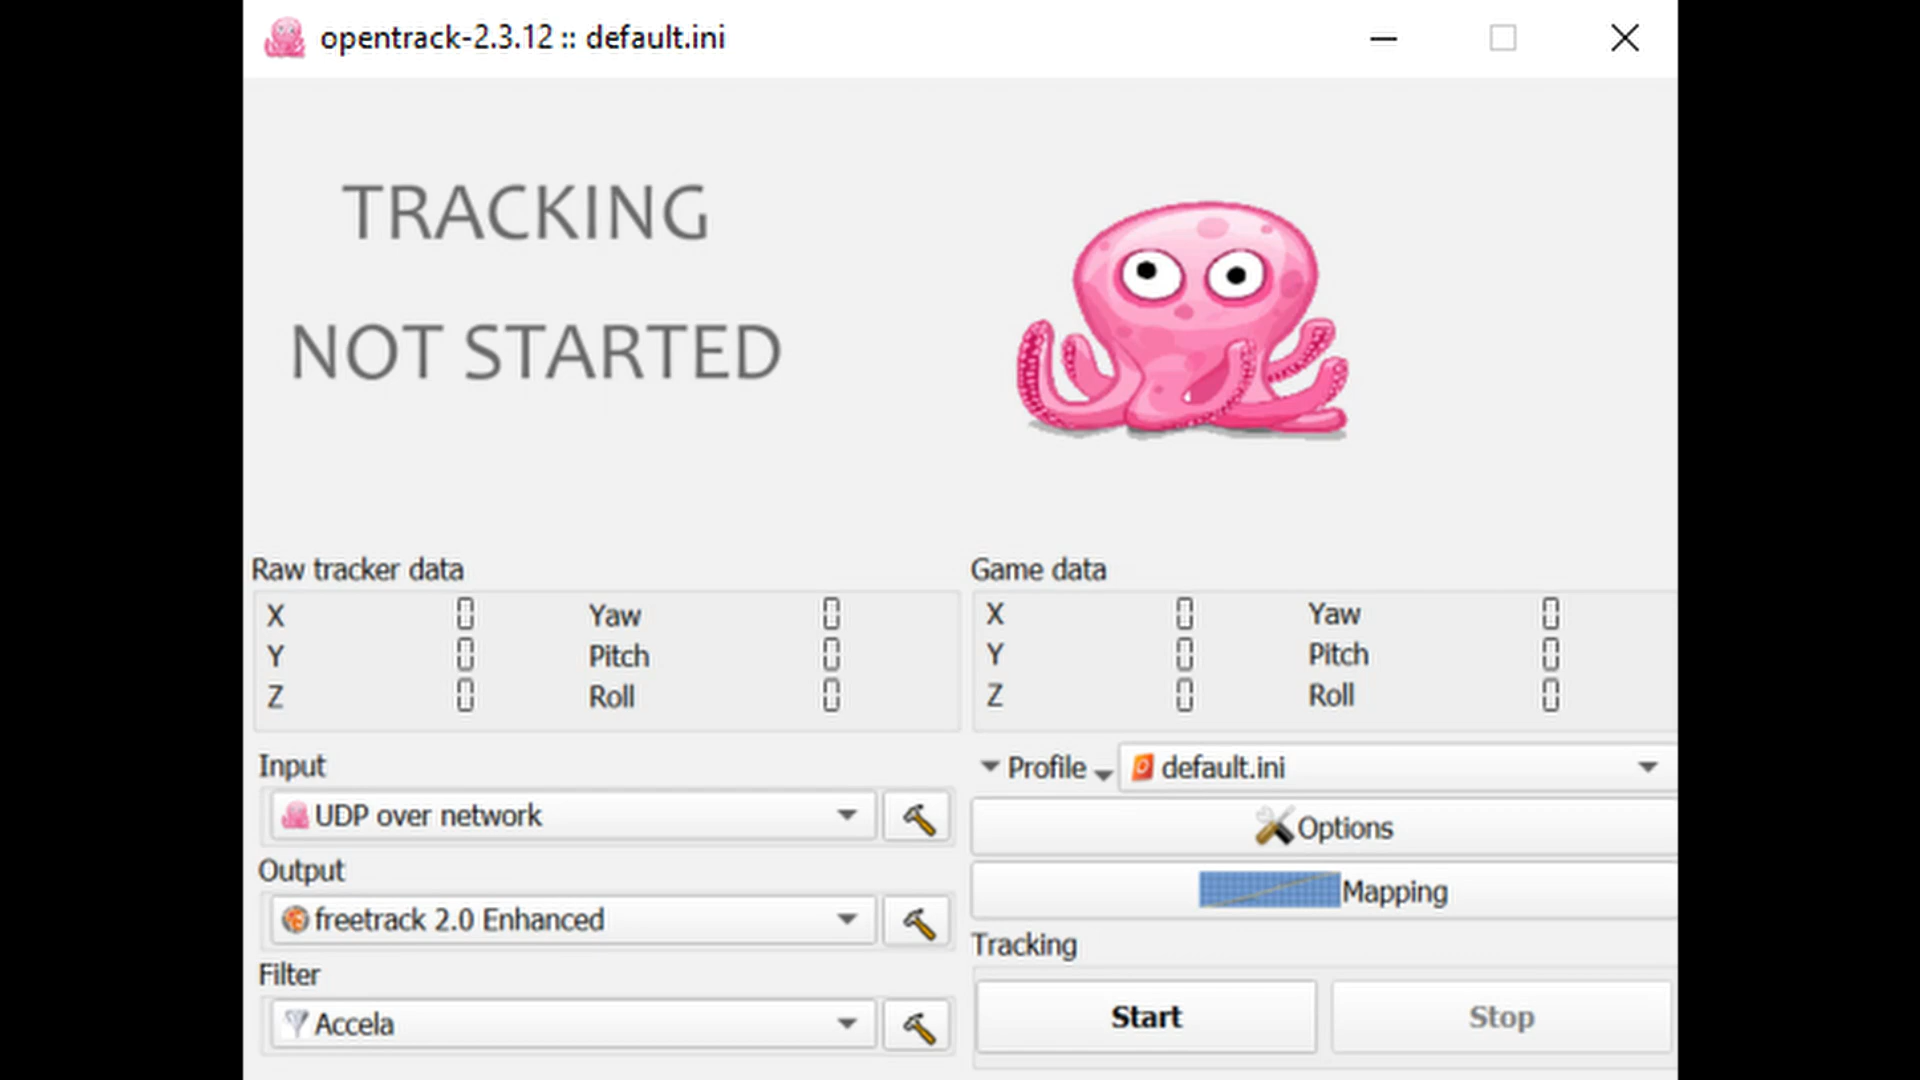 opentrack-2.3.12 :: default.ini
TRACKING
NOT STARTED
Raw tracker data
X 0 Yaw 0
Y 0 Pitch 0
Z 0 Roll 0
Game data
X 0 Yaw 0
Y 0 Pitch 0
Z 0 Roll 0
Input
UDP over network
Output
freetrack 2.0 Enhanced
Filter
Accela
Profile default.ini
Options
Mapping
Tracking
Start Stop